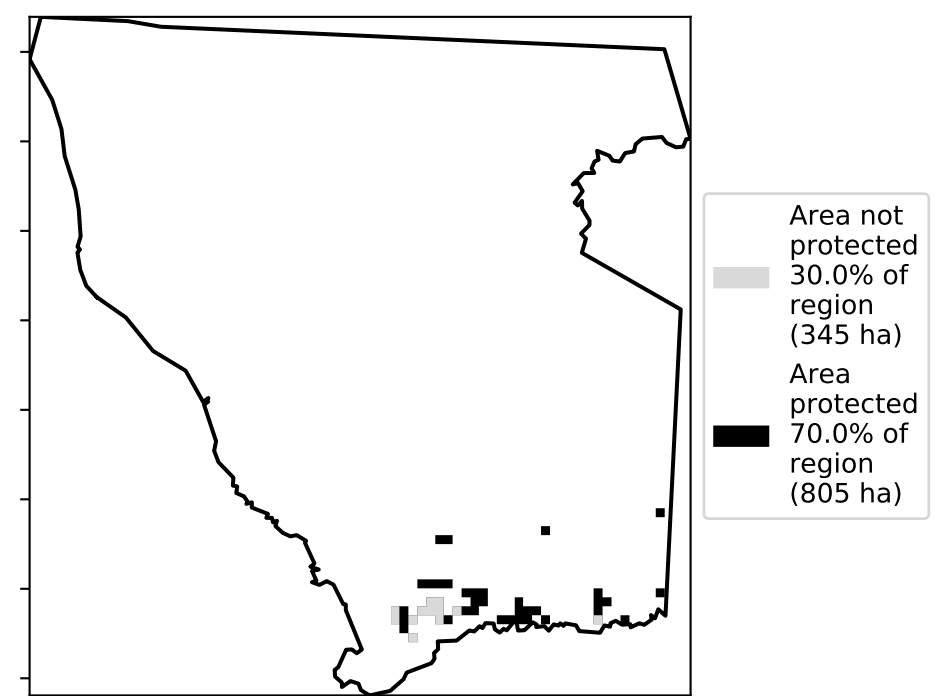 Area not
protected
30.0% of
region
(345 ha)
Area
protected
70.0% of
region
(805 ha)